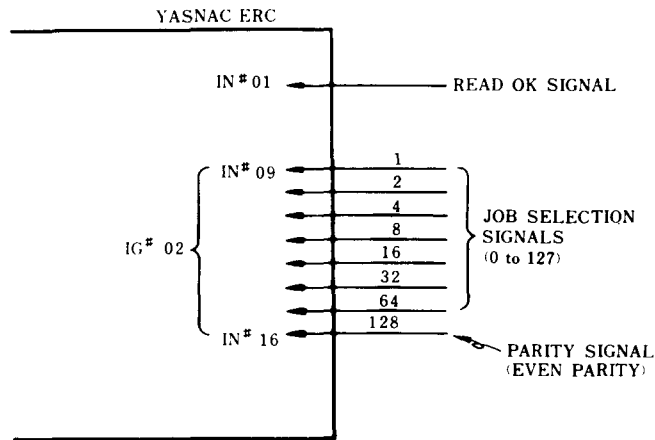 YASNAC ERC
IN# 01
READ OK SIGNAL
IN# 09
1
2
4
8
16
32
64
128
IG# 02
JOB SELECTION
SIGNALS
(0 to 127)
IN# 16
PARITY SIGNAL
(EVEN PARITY)